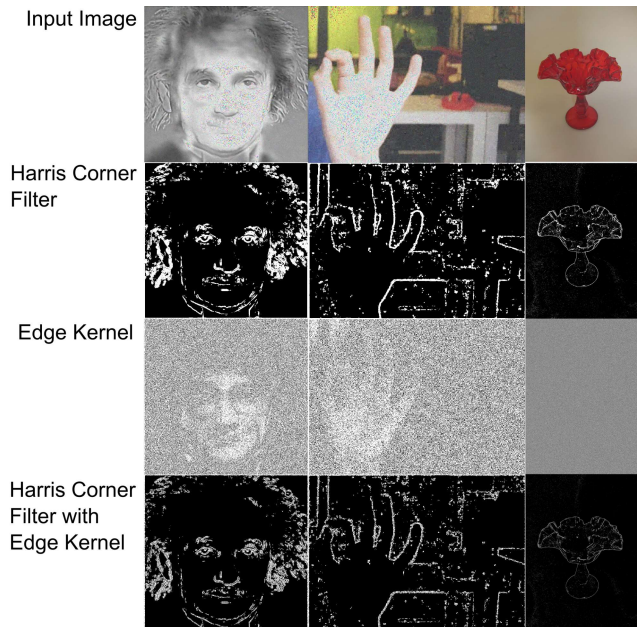 Input Image
Harris Corner
Filter
Edge Kernel
Harris Corner
Filter with
Edge Kernel